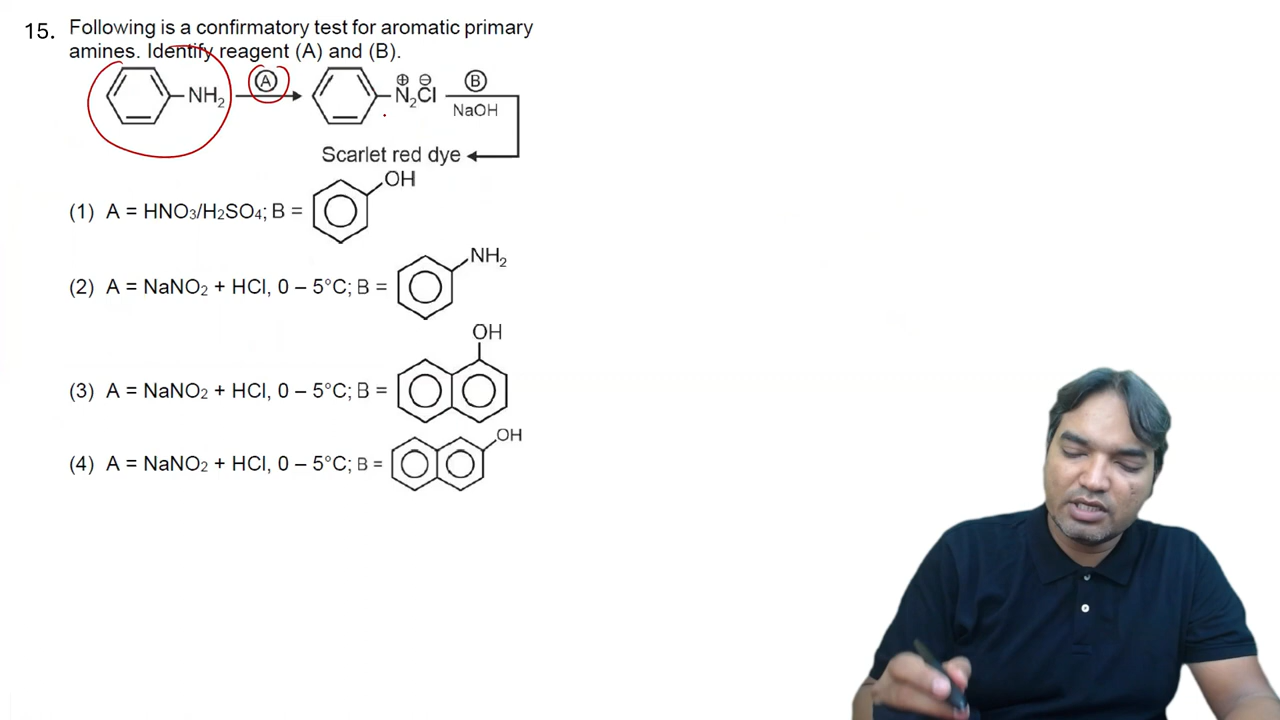 15. Following is a confirmatory test for aromatic primary
amines. Identify reagent (A) and (B).
NH₂ Ⓐ N₂Cl ⊕ ⊖ Ⓑ
NaOH
Scarlet red dye
OH
(1) A = HNO₃/H₂SO₄; B =
NH₂
(2) A = NaNO₂ + HCl, 0 – 5°C; B =
OH
(3) A = NaNO₂ + HCl, 0 – 5°C; B =
OH
(4) A = NaNO₂ + HCl, 0 – 5°C; B =